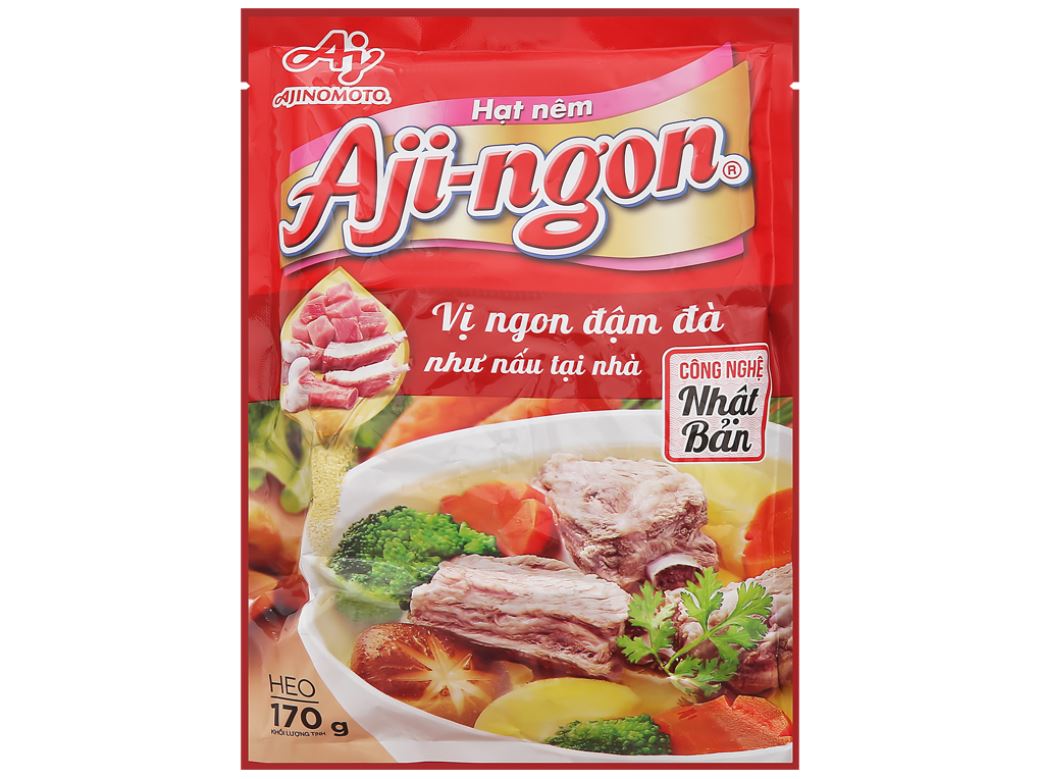 Aj
AJINOMOTO®
Hạt nêm
Aji-ngon®
Vị ngon đậm đà
như nấu tại nhà
CÔNG NGHỆ
Nhật
Bản
HEO
170 g
KHỐI LƯỢNG TỊNH